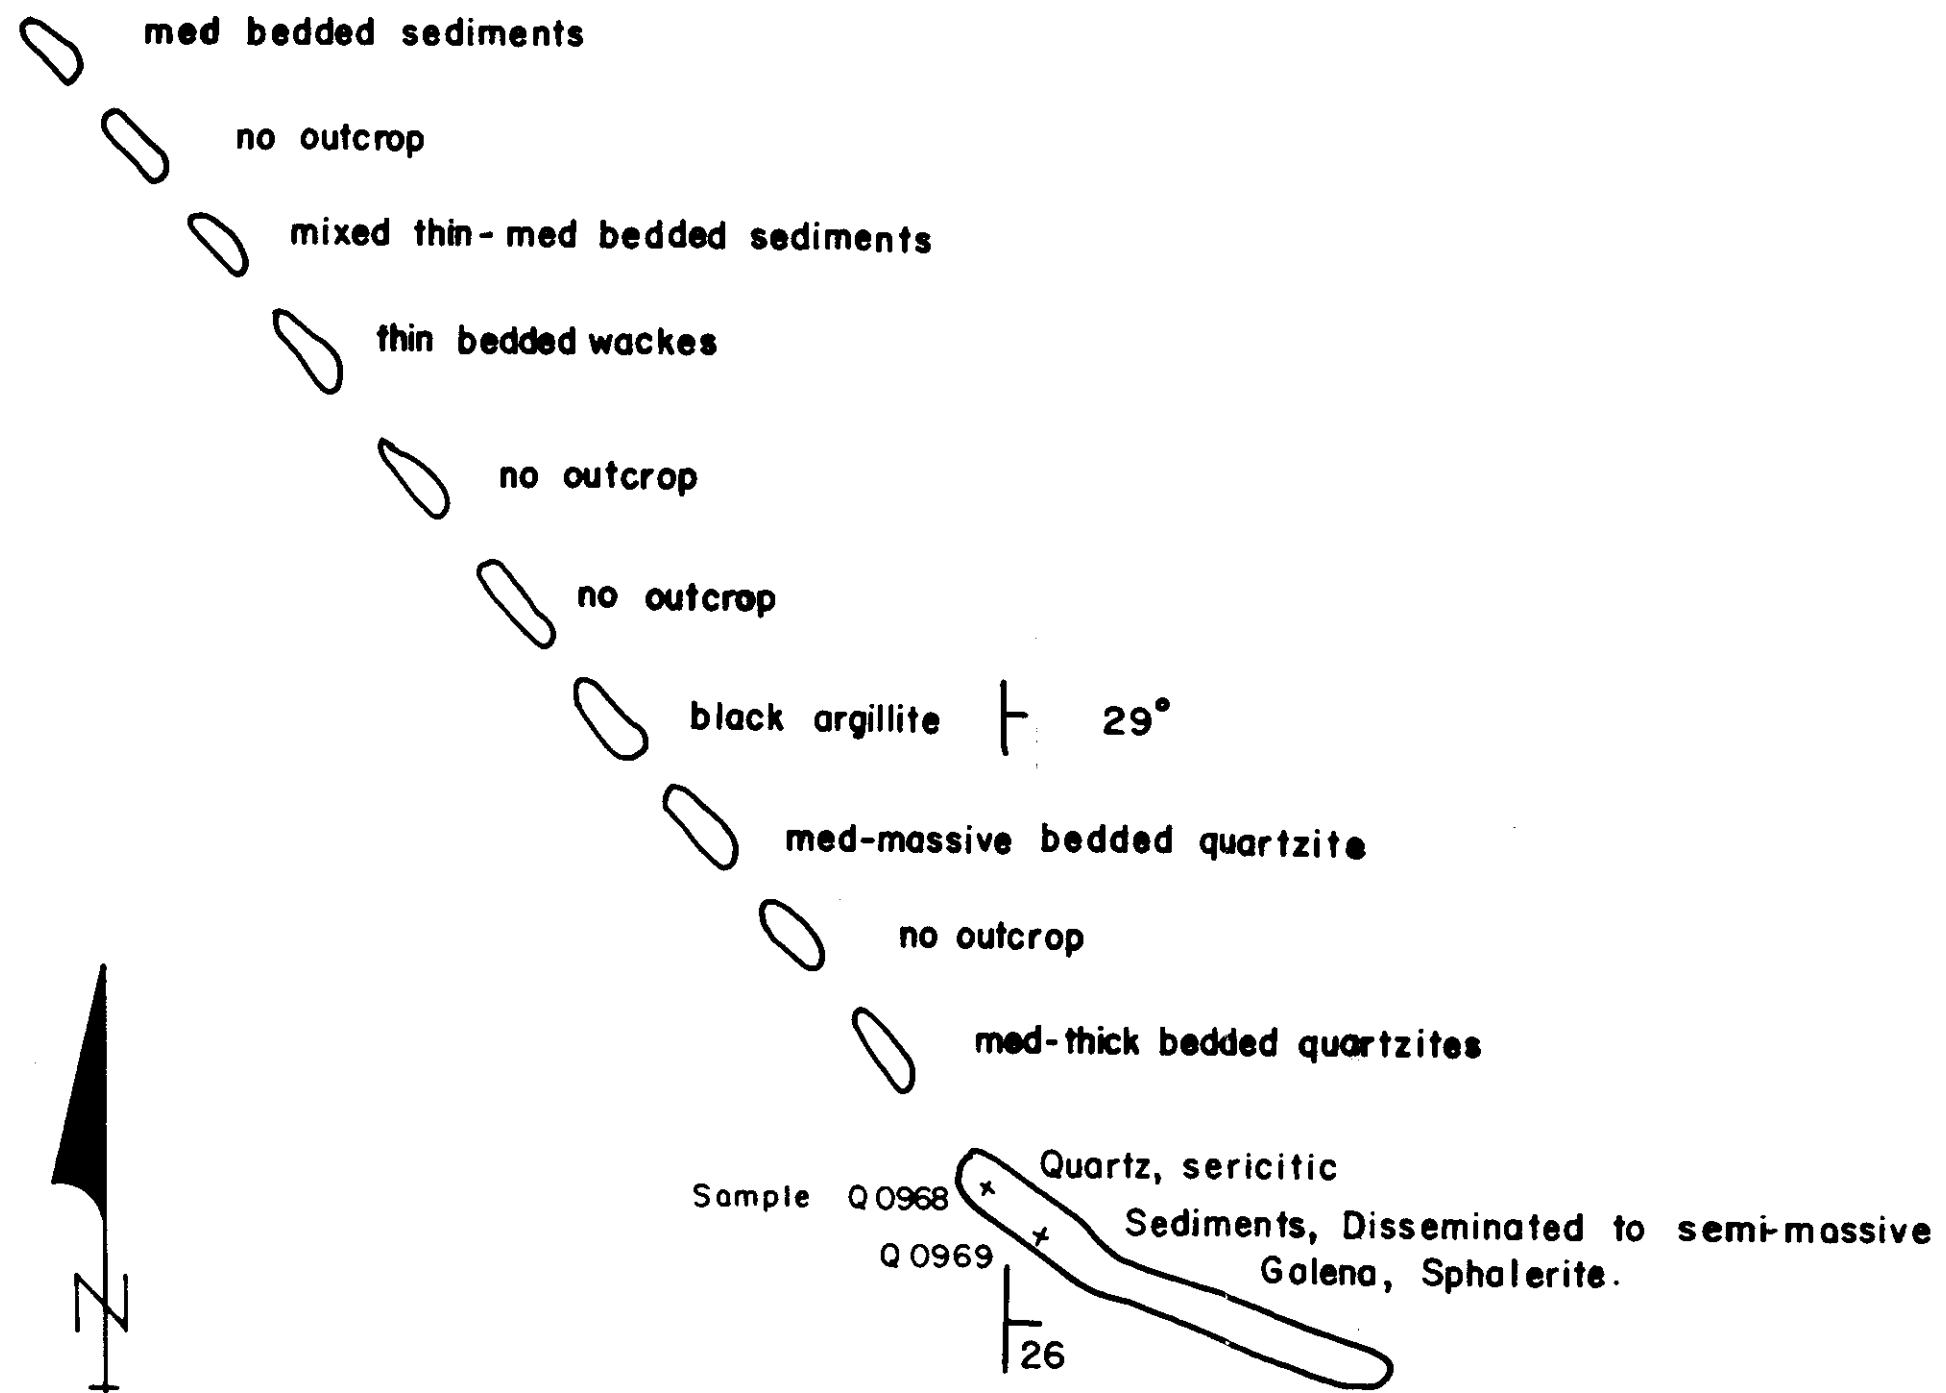 med bedded sediments
no outcrop
mixed thin-med bedded sediments
thin bedded wackes
no outcrop
no outcrop
black argillite 29°
med-massive bedded quartzite
no outcrop
med-thick bedded quartzites
Quartz, sericitic
Sample Q0968
Sediments, Disseminated to semi-massive
Q0969
Galena, Sphalerite.
26
N